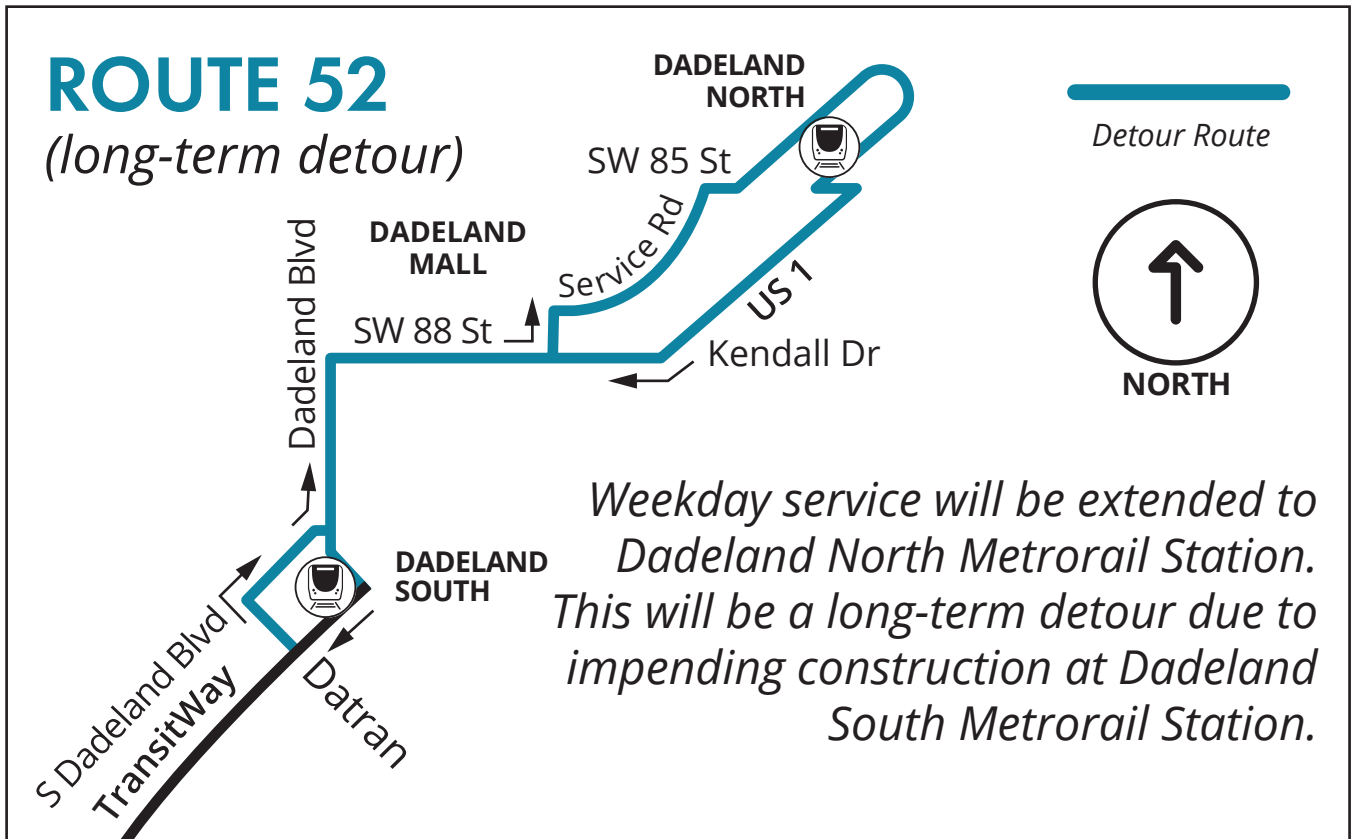 ROUTE 52
(long-term detour)
DADELAND
NORTH
Detour Route
SW 85 St
Service Rd
DADELAND
MALL
Dadeland Blvd
US 1
SW 88 St
Kendall Dr
NORTH
DADELAND
SOUTH
S Dadeland Blvd
TransitWay
Datran
Weekday service will be extended to
Dadeland North Metrorail Station.
This will be a long-term detour due to
impending construction at Dadeland
South Metrorail Station.